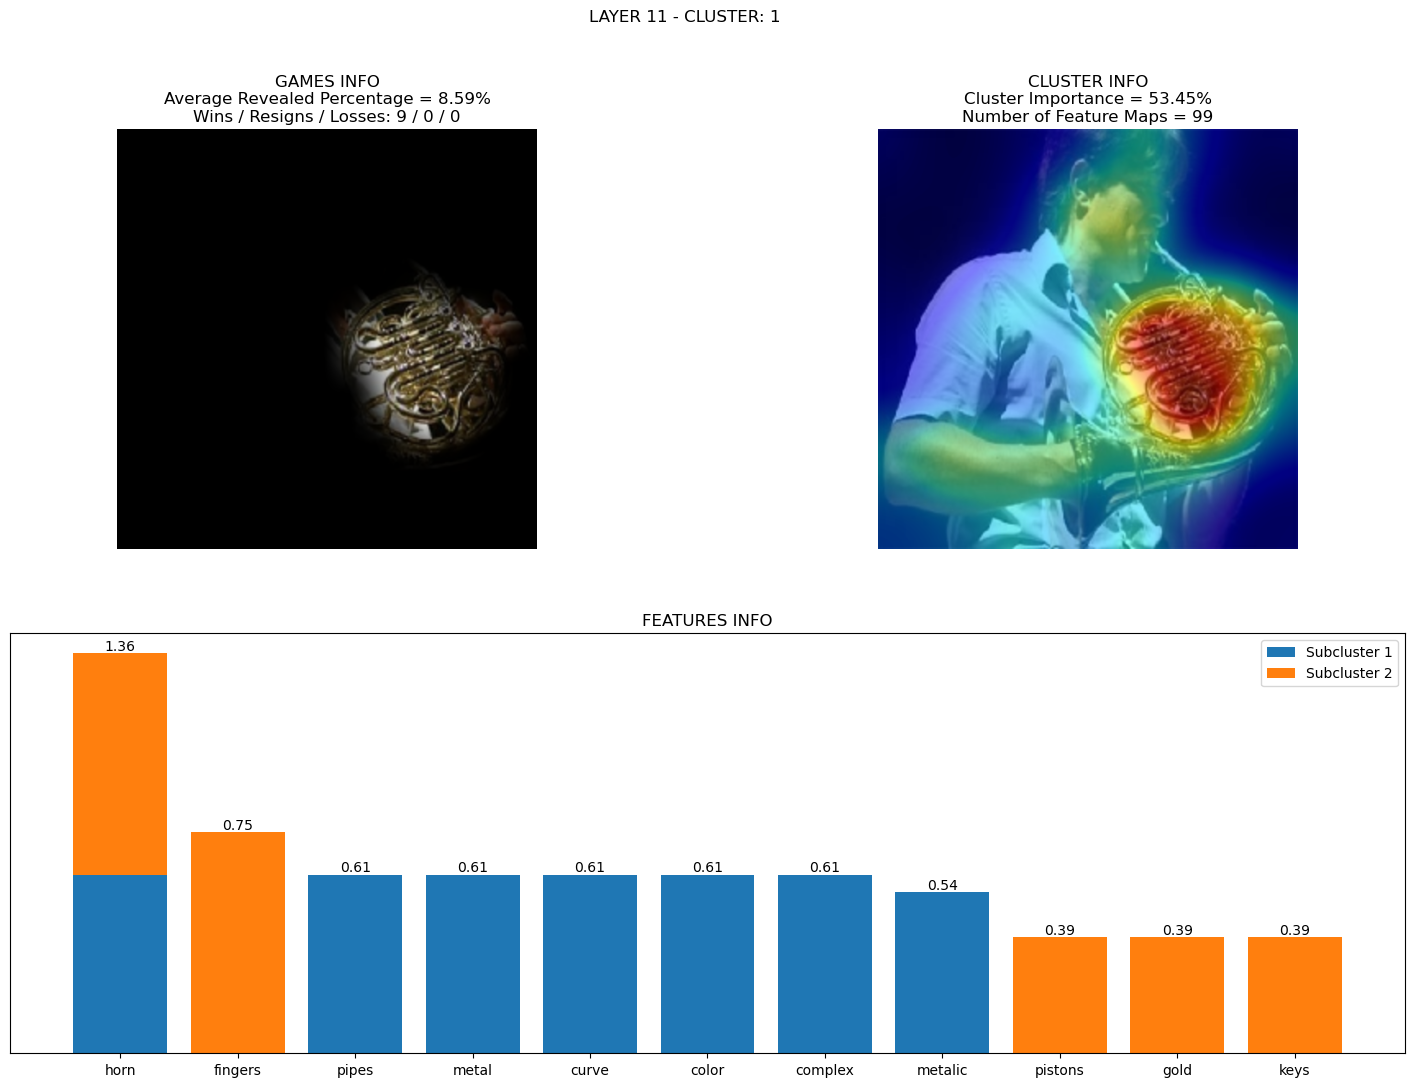 LAYER 11 - CLUSTER: 1
GAMES INFO
Average Revealed Percentage = 8.59%
Wins / Resigns / Losses: 9 / 0 / 0
CLUSTER INFO
Cluster Importance = 53.45%
Number of Feature Maps = 99
FEATURES INFO
Subcluster 1
Subcluster 2
1.36
0.75
0.61
0.61
0.61
0.61
0.61
0.54
0.39
0.39
0.39
horn
fingers
pipes
metal
curve
color
complex
metalic
pistons
gold
keys